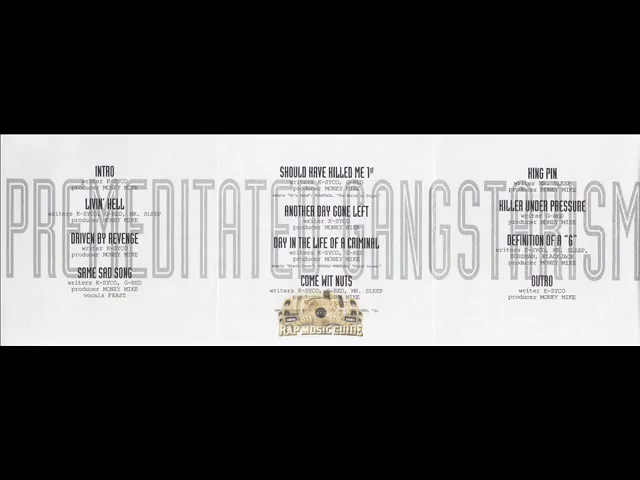 PREMEDITATED GANGSTARISM
INTRO
writer K-SYCO
producer MONEY MIKE
LIVIN' HELL
writers K-SYCO, G-RED, MR. SLEEP
producer MONEY MIKE
DRIVEN BY REVENGE
writer K-SYCO
producer MONEY MIKE
SAME SAD SONG
writers K-SYCO, G-RED
producer MONEY MIKE
vocals FEAST
SHOULD HAVE KILLED ME 1st
writers K-SYCO, G-RED
producer MONEY MIKE
ANOTHER DAY GONE LEFT
writer K-SYCO
producer MONEY MIKE
DAY IN THE LIFE OF A CRIMINAL
writer K-SYCO
producer MONEY MIKE
COME WIT NUTS
writers K-SYCO, G-RED, MR. SLEEP
MIKE
RAP MUSIC GUIDE
KING PIN
writer MR. SLEEP
producer MONEY MIKE
KILLER UNDER PRESSURE
writer G-RED
producer MONEY MIKE
DEFINITION OF A "G"
writers K-SYCO, MR. SLEEP,
BOSSMAN, BLACKJACK
producer MONEY MIKE
OUTRO
writer K-SYCO
producer MONEY MIKE